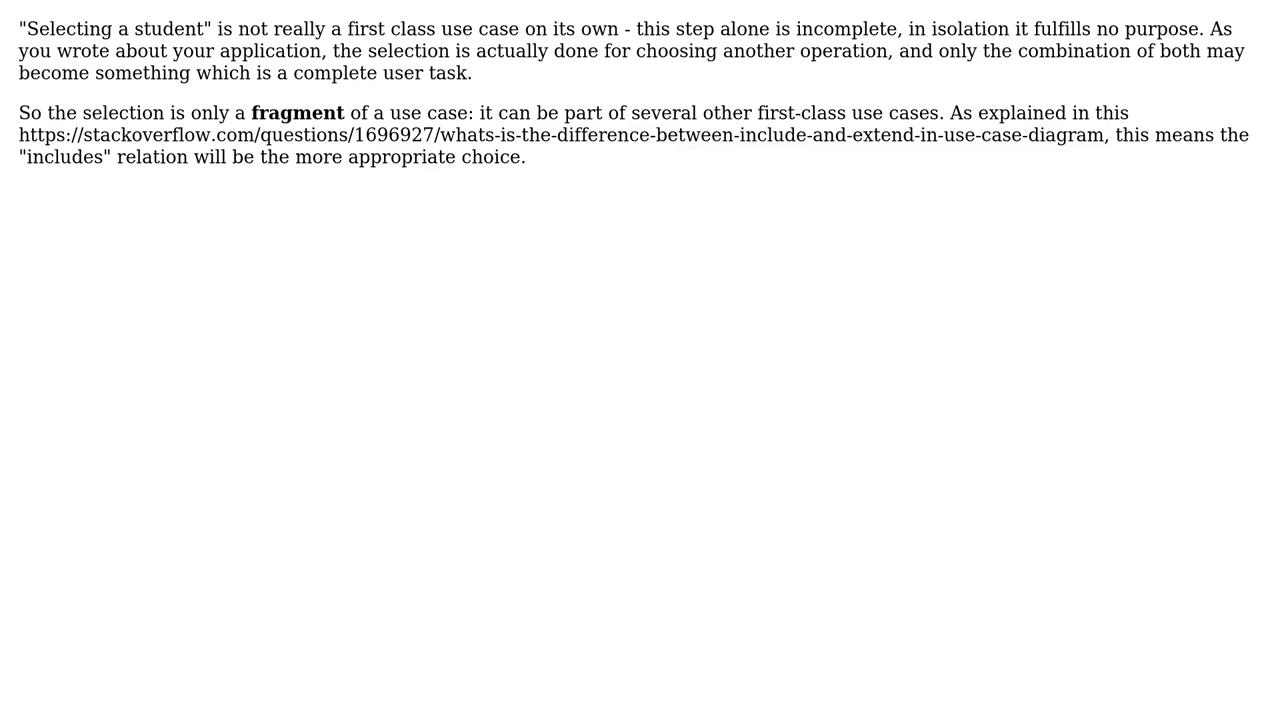 "Selecting a student" is not really a first class use case on its own - this step alone is incomplete, in isolation it fulfills no purpose. As
you wrote about your application, the selection is actually done for choosing another operation, and only the combination of both may
become something which is a complete user task.
So the selection is only a fragment of a use case: it can be part of several other first-class use cases. As explained in this
https://stackoverflow.com/questions/1696927/whats-is-the-difference-between-include-and-extend-in-use-case-diagram, this means the
"includes" relation will be the more appropriate choice.